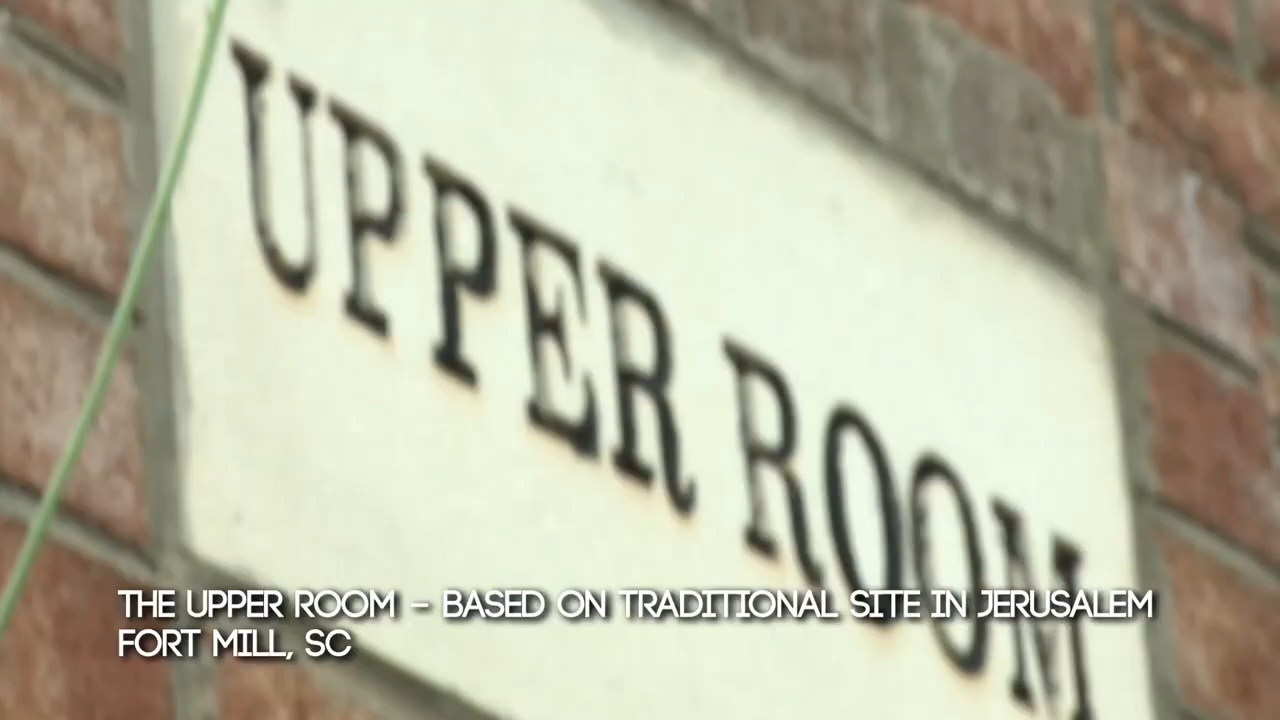 UPPER ROOM
THE UPPER ROOM - BASED ON TRADITIONAL SITE IN JERUSALEM
FORT MILL, SC